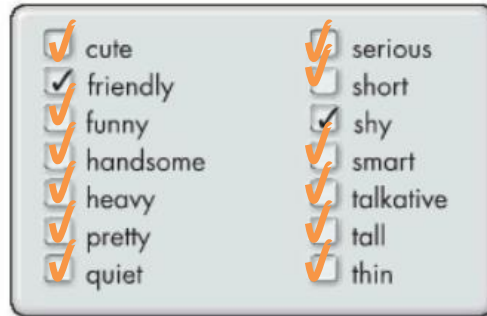 cute
friendly
funny
handsome
heavy
pretty
quiet
serious
short
shy
smart
talkative
tall
thin